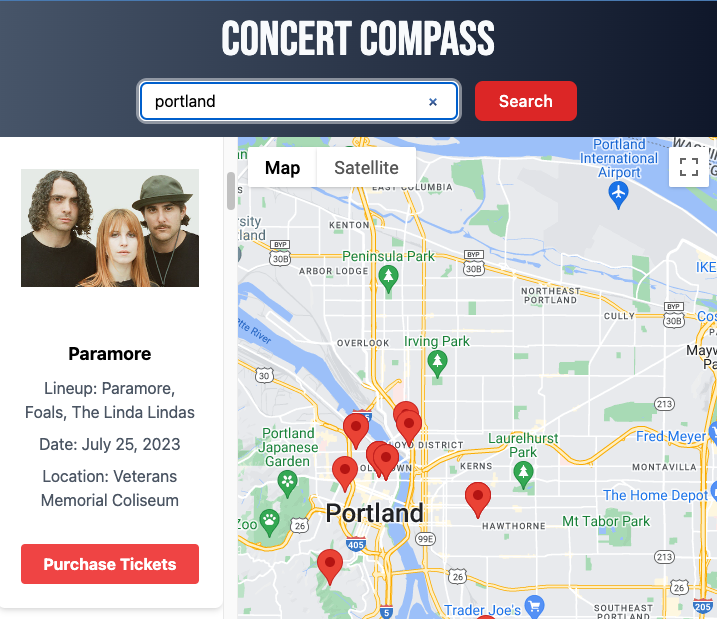 CONCERT COMPASS
portland
×
Search
Paramore
Lineup: Paramore,
Foals, The Linda Lindas
Date: July 25, 2023
Location: Veterans
Memorial Coliseum
Purchase Tickets
Map
Satellite
Portland
International
Airport
EAST COLUMBIA
KENTON
BYP
30B
ARBOR LODGE
Peninsula Park
BYP
30B
IKE
NORTHEAST
PORTLAND
CULLY
BYP
30B
Cos
OVERLOOK
Irving Park
Mayw
Pa
30
213
Portland
Japanese
Garden
LOYD DISTRICT
Laurelhurst
Park
Fred Meyer
KERNS
MONTAVILLA
The Home Depot
Zoo
26
Portland
HAWTHORNE
Mt Tabor Park
405
99E
213
26
26
205
5
Trader Joe's
SOUTHEAST
PORTLAND